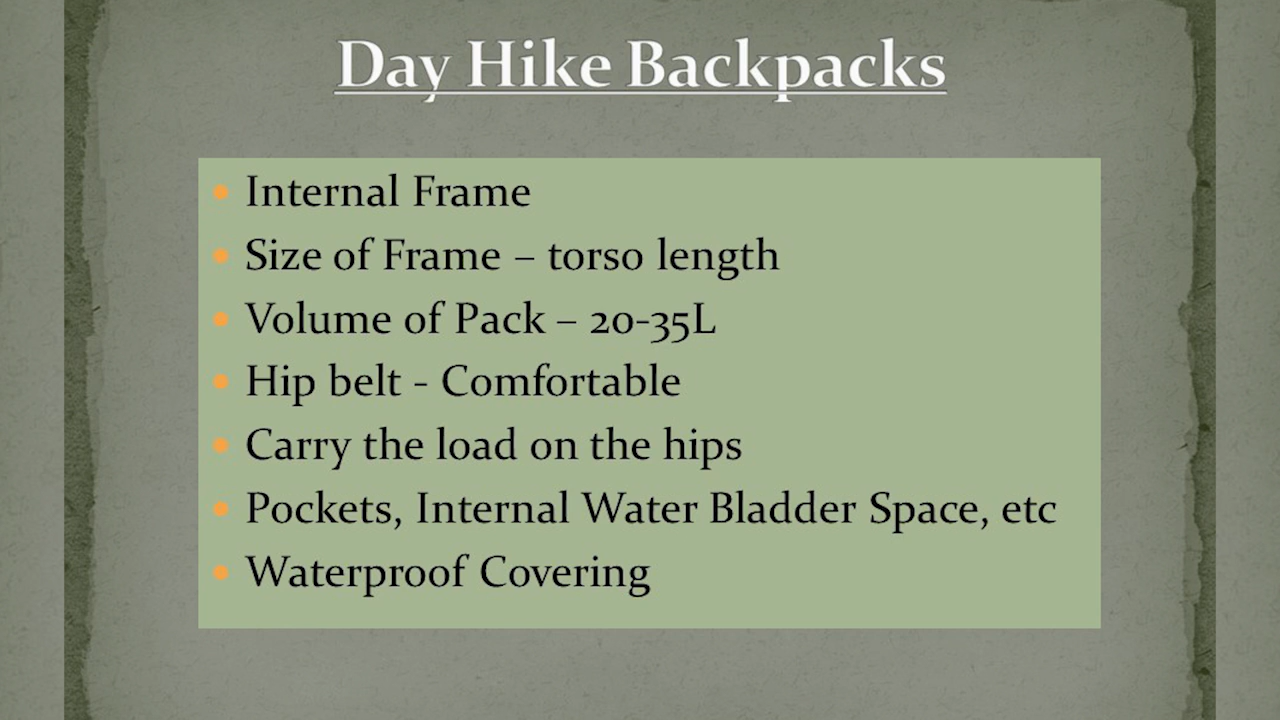 Day Hike Backpacks
• Internal Frame
• Size of Frame – torso length
• Volume of Pack – 20-35L
• Hip belt - Comfortable
• Carry the load on the hips
• Pockets, Internal Water Bladder Space, etc
• Waterproof Covering